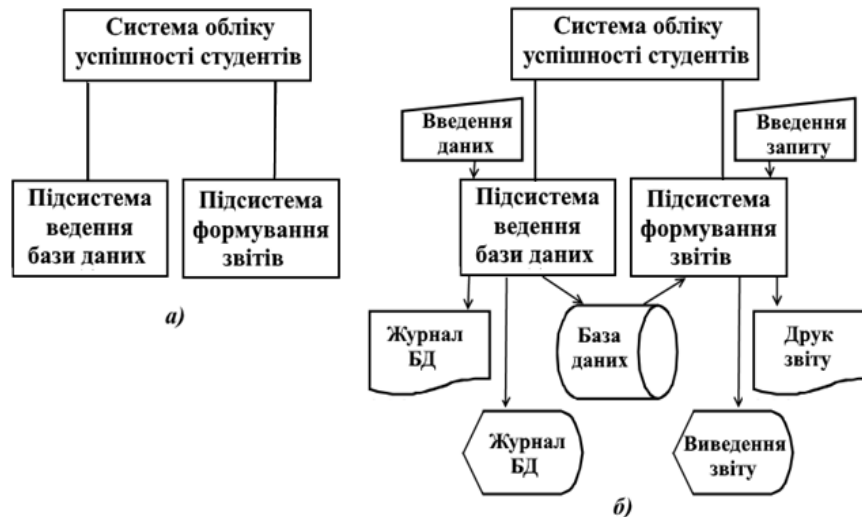 Система обліку
успішності студентів
Підсистема
ведення
бази даних
Підсистема
формування
звітів
а)
Система обліку
успішності студентів
Введення
даних
Введення
запиту
Підсистема
ведення
бази даних
Підсистема
формування
звітів
Журнал
БД
База
даних
Друк
звіту
Журнал
БД
Виведення
звіту
б)